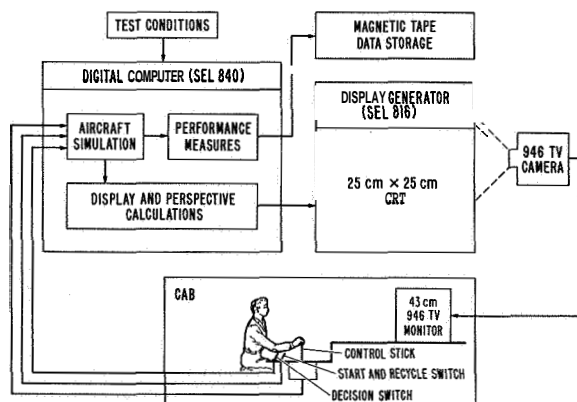 TEST CONDITIONS
MAGNETIC TAPE
DATA STORAGE
DIGITAL COMPUTER (SEL 840)
DISPLAY GENERATOR
(SEL 816)
AIRCRAFT
SIMULATION
PERFORMANCE
MEASURES
946 TV
CAMERA
25 cm × 25 cm
CRT
DISPLAY AND PERSPECTIVE
CALCULATIONS
CAB
43 cm
946 TV
MONITOR
CONTROL STICK
START AND RECYCLE SWITCH
DECISION SWITCH